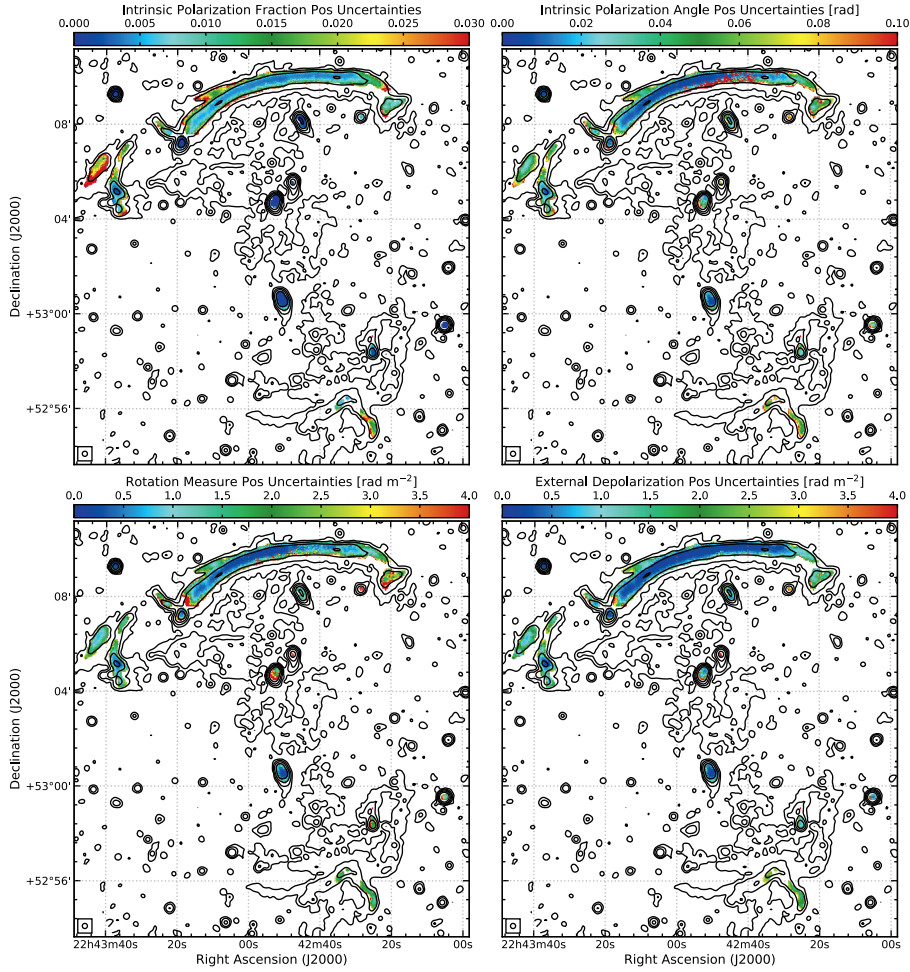 Intrinsic Polarization Fraction Pos Uncertainties
0.000 0.005 0.010 0.015 0.020 0.025 0.030
Intrinsic Polarization Angle Pos Uncertainties [rad]
0.00 0.02 0.04 0.06 0.08 0.10
08'
04'
+53°00'
+52°56'
Declination (J2000)
Rotation Measure Pos Uncertainties [rad m⁻²]
0.0 0.5 1.0 1.5 2.0 2.5 3.0 3.5 4.0
External Depolarization Pos Uncertainties [rad m⁻²]
0.0 0.5 1.0 1.5 2.0 2.5 3.0 3.5 4.0
08'
04'
+53°00'
+52°56'
Declination (J2000)
22h43m40s 20s 00s 42m40s 20s 00s
Right Ascension (J2000)
22h43m40s 20s 00s 42m40s 20s 00s
Right Ascension (J2000)